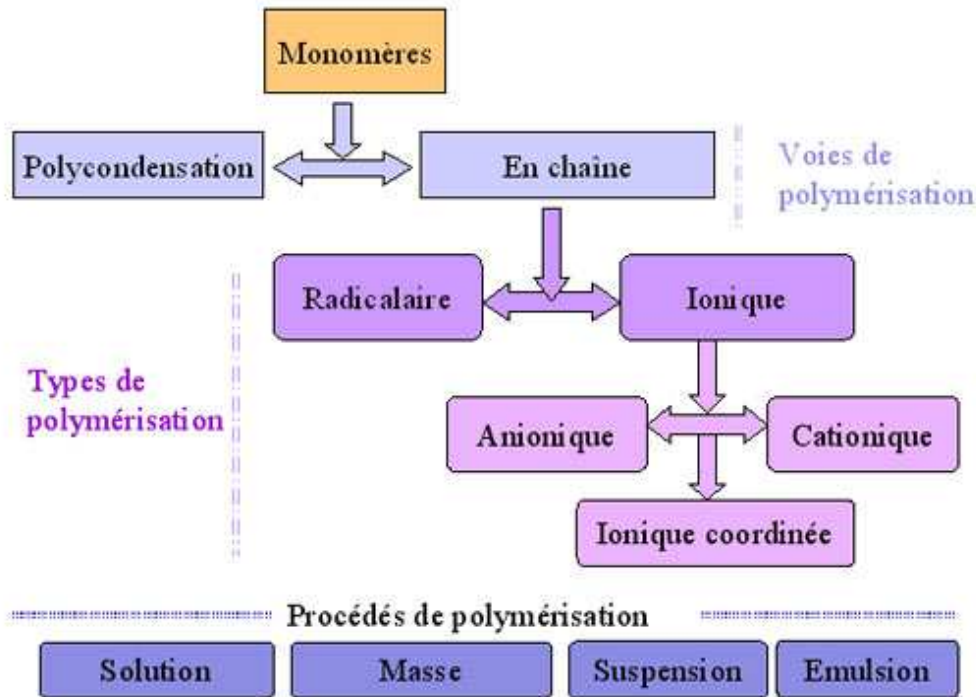 Monomères
Polycondensation
En chaîne
Voies de
polymérisation
Radicalaire
Ionique
Types de
polymérisation
Anionique
Cationique
Ionique coordinée
Procédés de polymérisation
Solution
Masse
Suspension
Emulsion